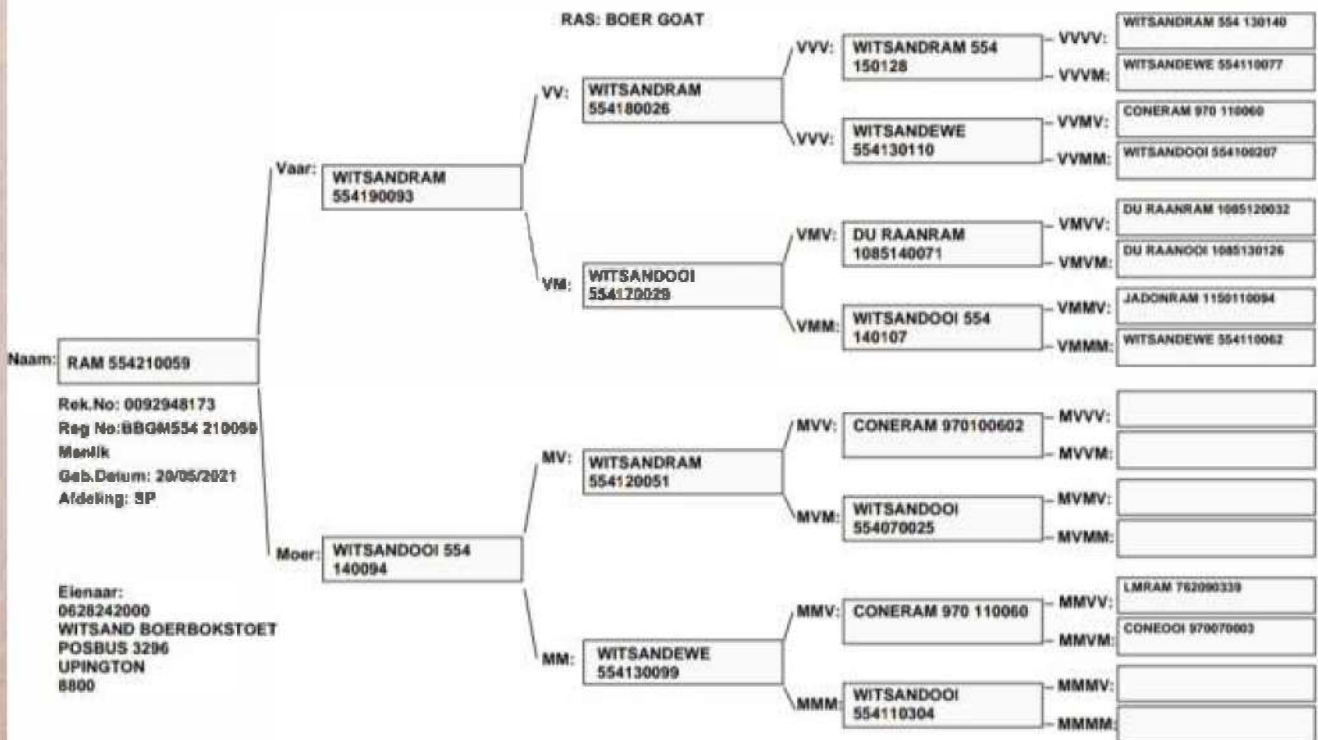 RAS: BOER GOAT
Naam:
RAM 554210059
Rek.No: 0092948173
Reg No:BBGM554 210059
Manlik
Geb.Datum: 20/05/2021
Afdeling: SP
Eienaar:
0628242000
WITSAND BOERBOKSTOET
POSBUS 3296
UPINGTON
8800
Vaar:
WITSANDRAM
554190093
Moer:
WITSANDOOI 554
140094
VV:
WITSANDRAM
554180026
VM:
WITSANDOOI
554170029
MV:
WITSANDRAM
554120051
MM:
WITSANDEWE
554130099
VVV:
WITSANDRAM 554
150128
VVV:
WITSANDEWE
554130110
VMV:
DU RAANRAM
1085140071
VMM:
WITSANDOOI 554
140107
MVV:
CONERAM 970100602
MVM:
WITSANDOOI
554070025
MMV:
CONERAM 970 110060
MMM:
WITSANDOOI
554110304
VVVV:
WITSANDRAM 554 130140
VVVM:
WITSANDEWE 554110077
VVMV:
CONERAM 970 110060
VVMM:
WITSANDOOI 554100207
VMVV:
DU RAANRAM 1085120032
VMVM:
DU RAANOOI 1085130126
VMMV:
JADONRAM 1150110094
VMMM:
WITSANDEWE 554110062
MVVV:
MVVM:
MVMV:
MVMM:
MMVV:
LMRAM 762090339
MMVM:
CONEOOI 970070003
MMMV:
MMMM: